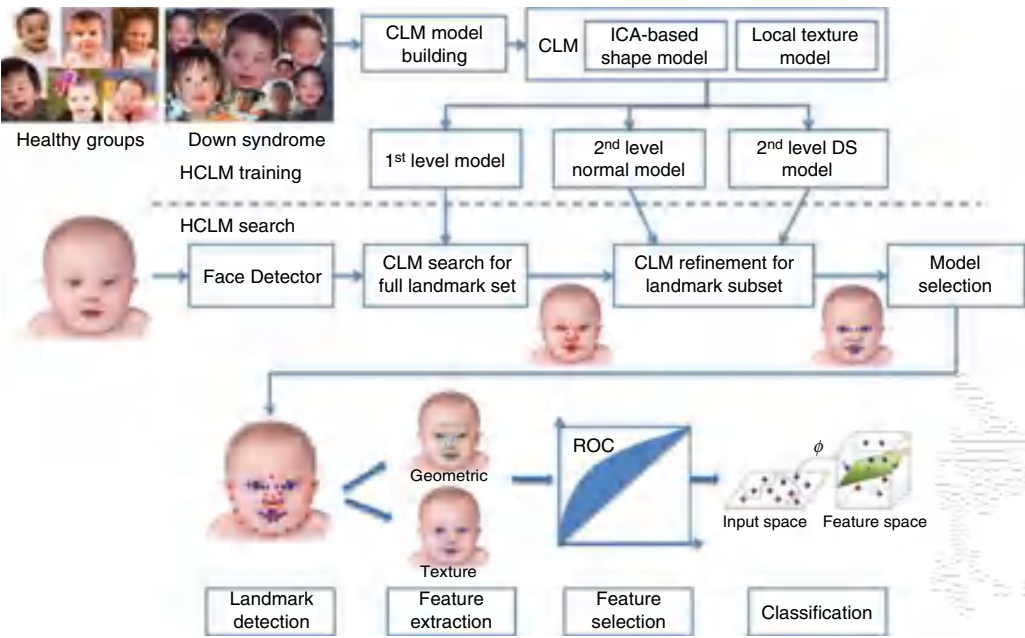 CLM model
building
CLM
ICA-based
shape model
Local texture
model
Healthy groups
Down syndrome
HCLM training
1st level model
2nd level
normal model
2nd level DS
model
HCLM search
Face Detector
CLM search for
full landmark set
CLM refinement for
landmark subset
Model
selection
Geometric
Texture
ROC
ϕ
Input space
Feature space
Landmark
detection
Feature
extraction
Feature
selection
Classification